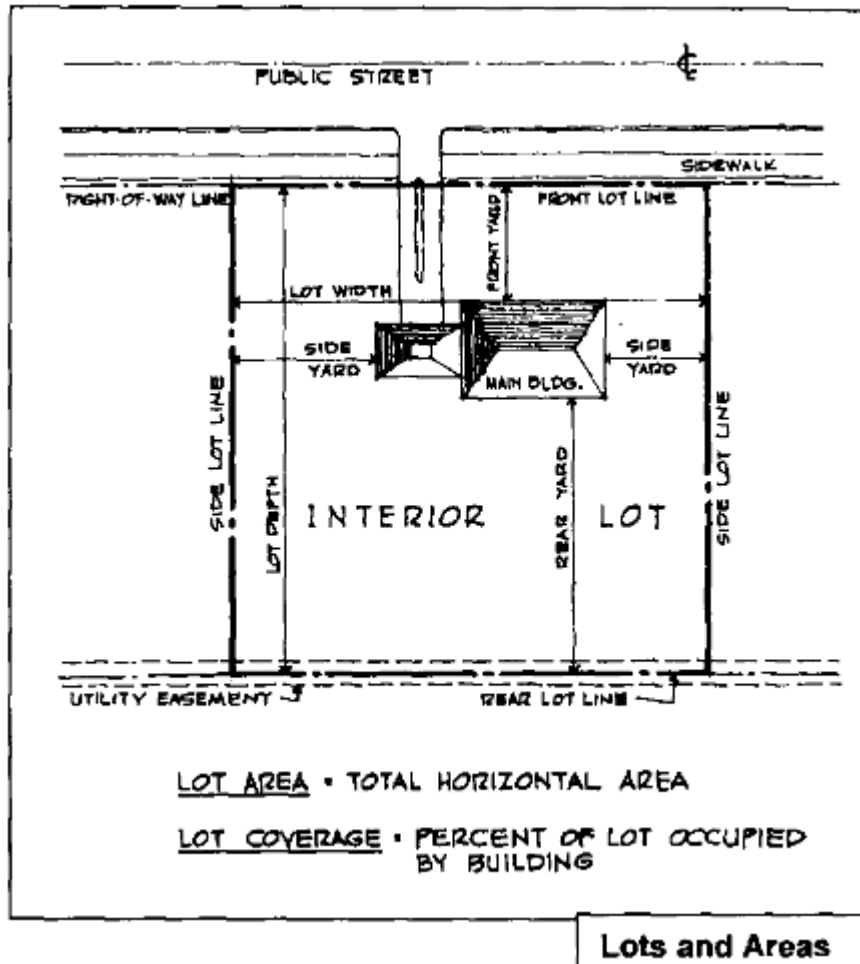 PUBLIC STREET
SIDEWALK
RIGHT-OF-WAY LINE
FRONT LOT LINE
FRONT YARD
LOT WIDTH
SIDE
YARD
SIDE
YARD
MAIN BLDG.
SIDE LOT LINE
LOT DEPTH
INTERIOR LOT
REAR YARD
SIDE LOT LINE
UTILITY EASEMENT
REAR LOT LINE
LOT AREA • TOTAL HORIZONTAL AREA
LOT COVERAGE • PERCENT OF LOT OCCUPIED
BY BUILDING
Lots and Areas